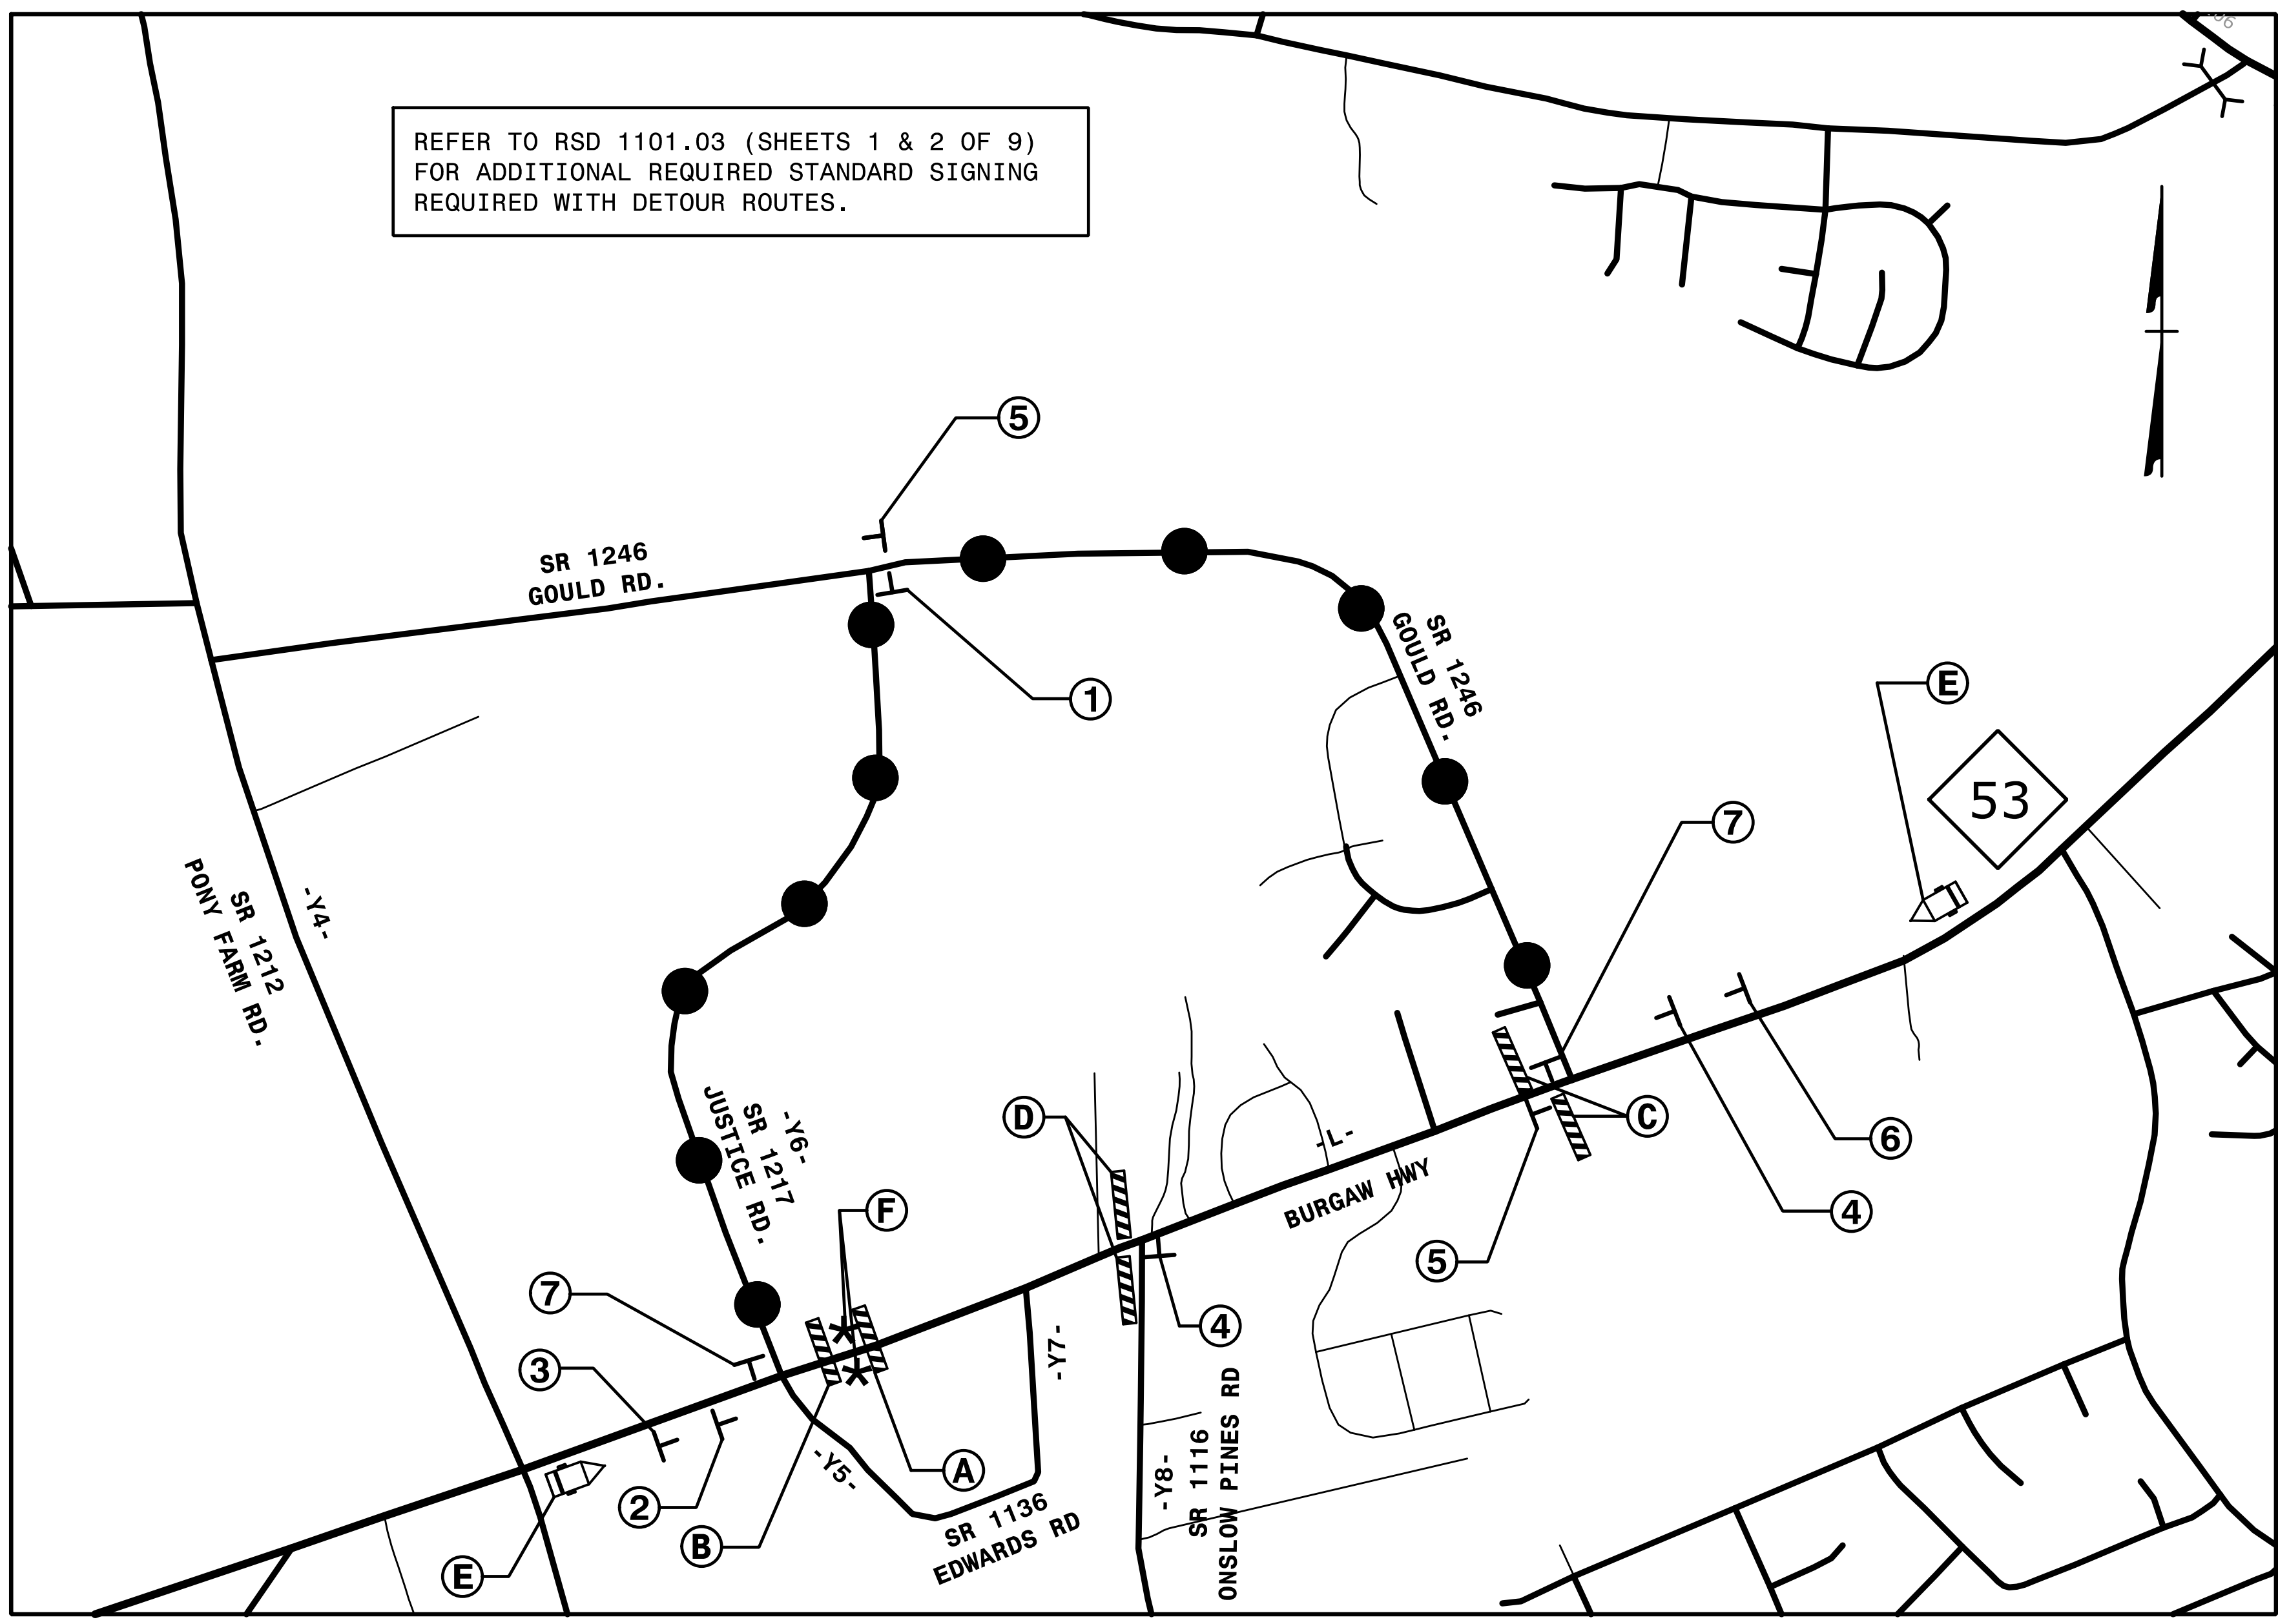 06
REFER TO RSD 1101.03 (SHEETS 1 & 2 OF 9)
FOR ADDITIONAL REQUIRED STANDARD SIGNING
REQUIRED WITH DETOUR ROUTES.
5
SR 1246
GOULD RD.
1
SR 1246
GOULD RD.
E
53
7
-Y4-
SR 1212
PONY FARM RD.
-Y6-
SR 1217
JUSTICE RD.
D
C
6
-L-
BURGAW HWY
F
4
5
7
4
3
-Y7-
A
-Y5-
2
B
E
SR 1136
EDWARDS RD
-Y8-
SR 1116
ONSLOW PINES RD